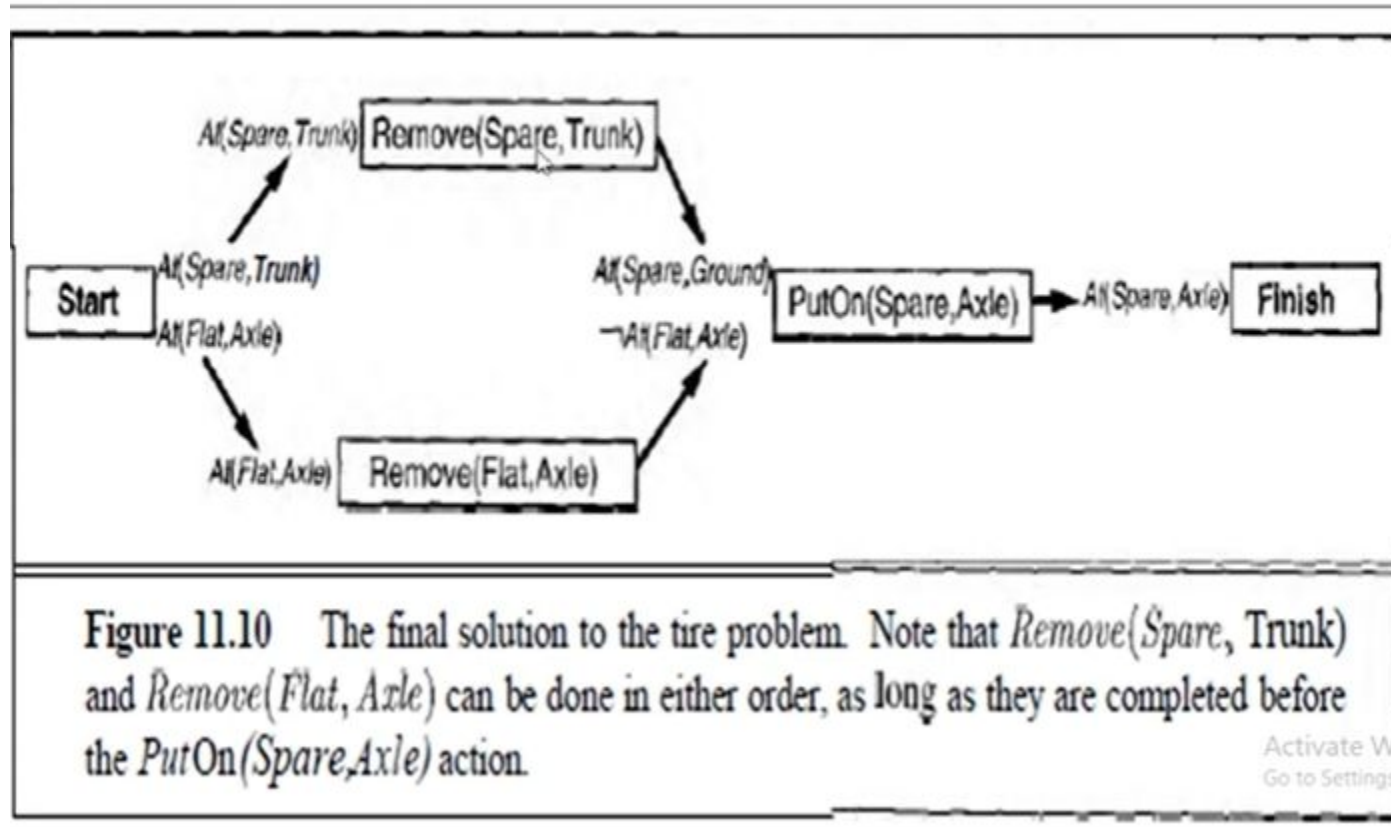 At(Spare,Trunk) Remove(Spare,Trunk)
Start
At(Spare,Trunk)
At(Flat,Axle)
At(Spare,Ground)
¬At(Flat,Axle)
PutOn(Spare,Axle)
At(Spare,Axle) Finish
At(Flat,Axle) Remove(Flat,Axle)
Figure 11.10 The final solution to the tire problem. Note that Remove(Spare, Trunk)
and Remove(Flat, Axle) can be done in either order, as long as they are completed before
the PutOn(Spare,Axle) action.
Activate W
Go to Settings